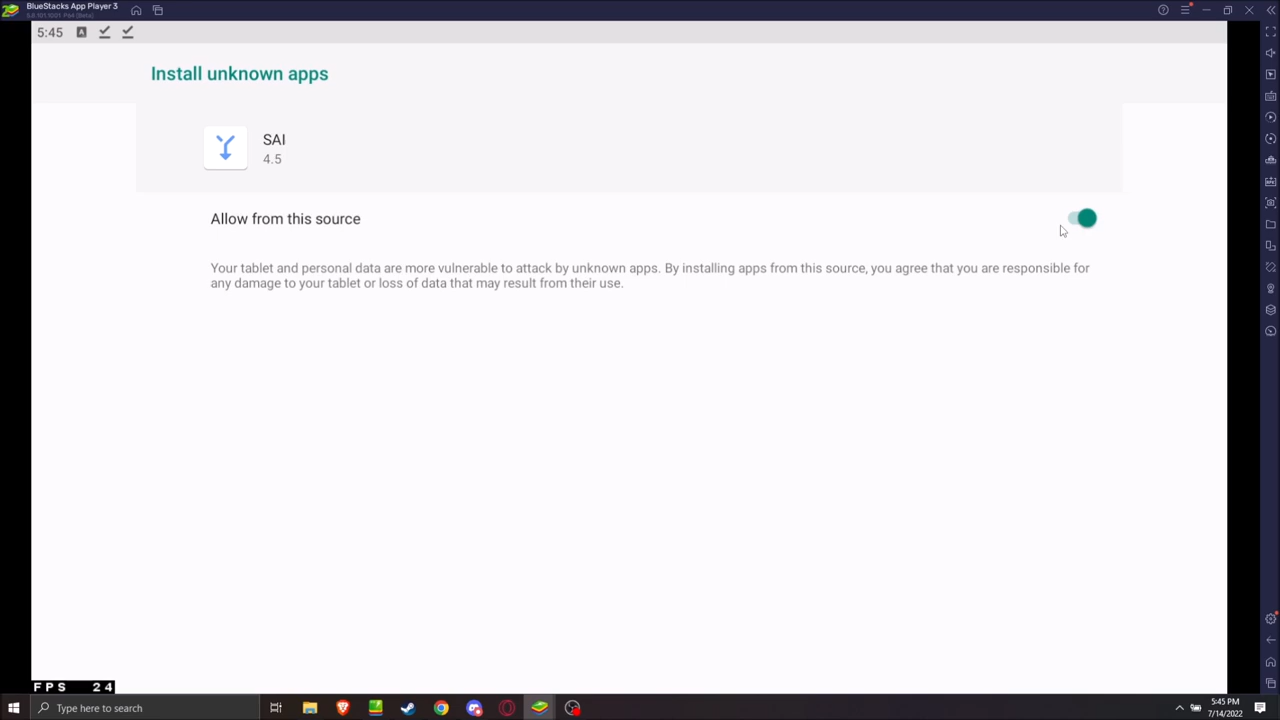 BlueStacks App Player 3
5:45
Install unknown apps
SAI
4.5
Allow from this source
Your tablet and personal data are more vulnerable to attack by unknown apps. By installing apps from this source, you agree that you are responsible for
any damage to your tablet or loss of data that may result from their use.
FPS 24
Type here to search
5:45 PM
7/14/2022